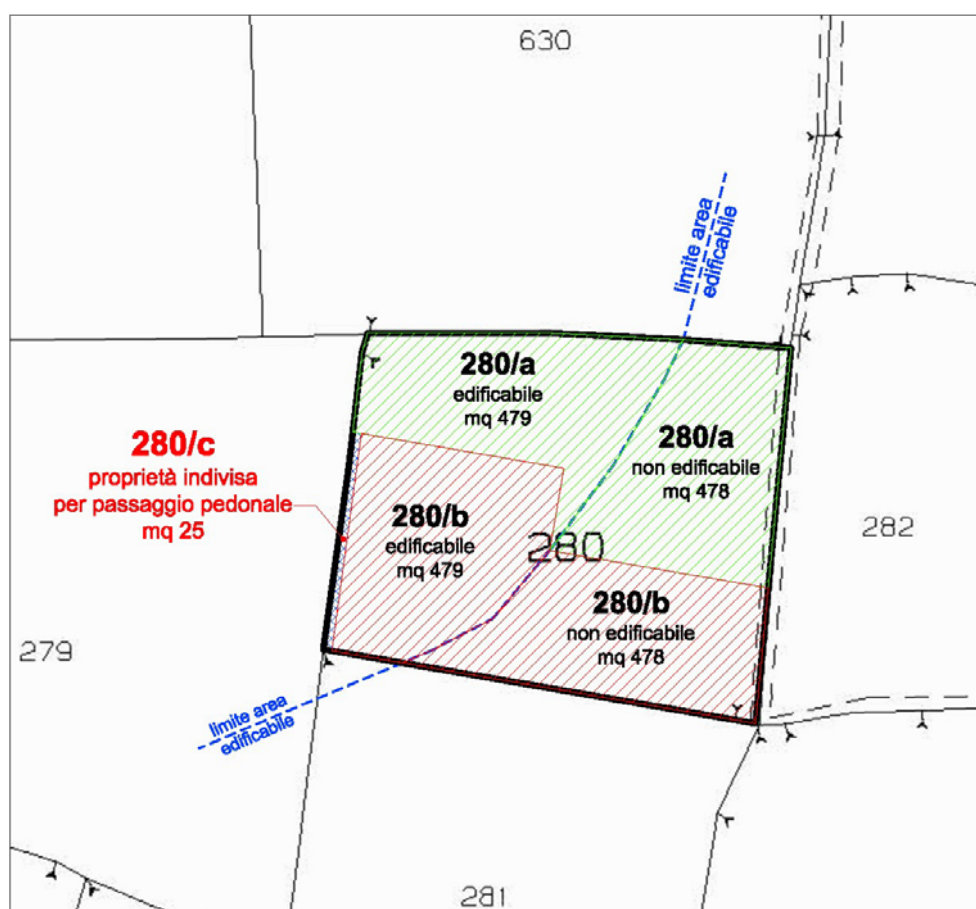 630
limite area
edificabile
280/a
edificabile
mq 479
280/a
non edificabile
mq 478
280/c
proprietà indivisa
per passaggio pedonale
mq 25
280/b
edificabile
mq 479
280
282
280/b
non edificabile
mq 478
279
limite area
edificabile
281